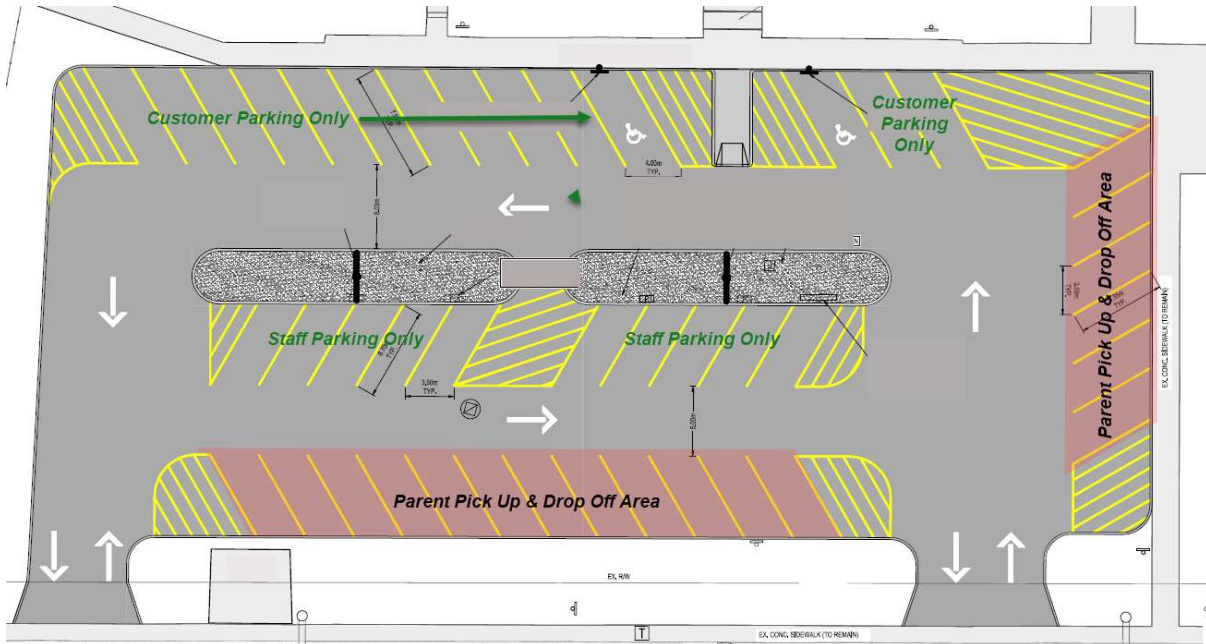 Customer Parking Only
Customer
Parking
Only
4.00m
TYP.
6.00m
Parent Pick Up & Drop Off Area
TYP.
EX. CONC. SIDEWALK (TO REMAIN)
Staff Parking Only
Staff Parking Only
TYP.
3.50m
TYP.
Parent Pick Up & Drop Off Area
EX. R/W
T
EX. CONC. SIDEWALK (TO REMAIN)